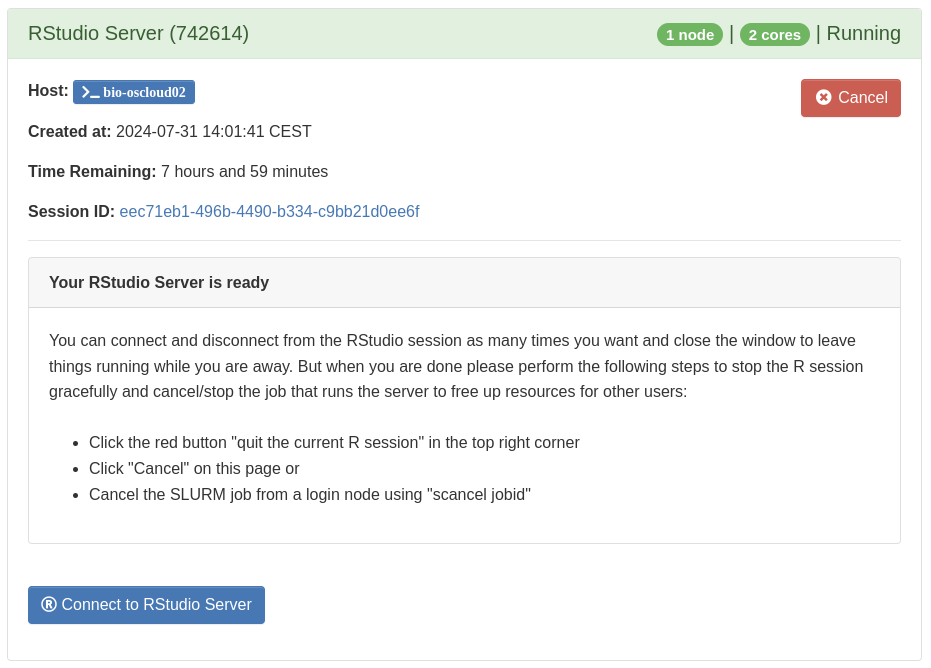 RStudio Server (742614)
1 node | 2 cores | Running
Host: bio-oscloud02
Cancel
Created at: 2024-07-31 14:01:41 CEST
Time Remaining: 7 hours and 59 minutes
Session ID: eec71eb1-496b-4490-b334-c9bb21d0ee6f
Your RStudio Server is ready
You can connect and disconnect from the RStudio session as many times you want and close the window to leave
things running while you are away. But when you are done please perform the following steps to stop the R session
gracefully and cancel/stop the job that runs the server to free up resources for other users:
• Click the red button "quit the current R session" in the top right corner
• Click "Cancel" on this page or
• Cancel the SLURM job from a login node using "scancel jobid"
Connect to RStudio Server